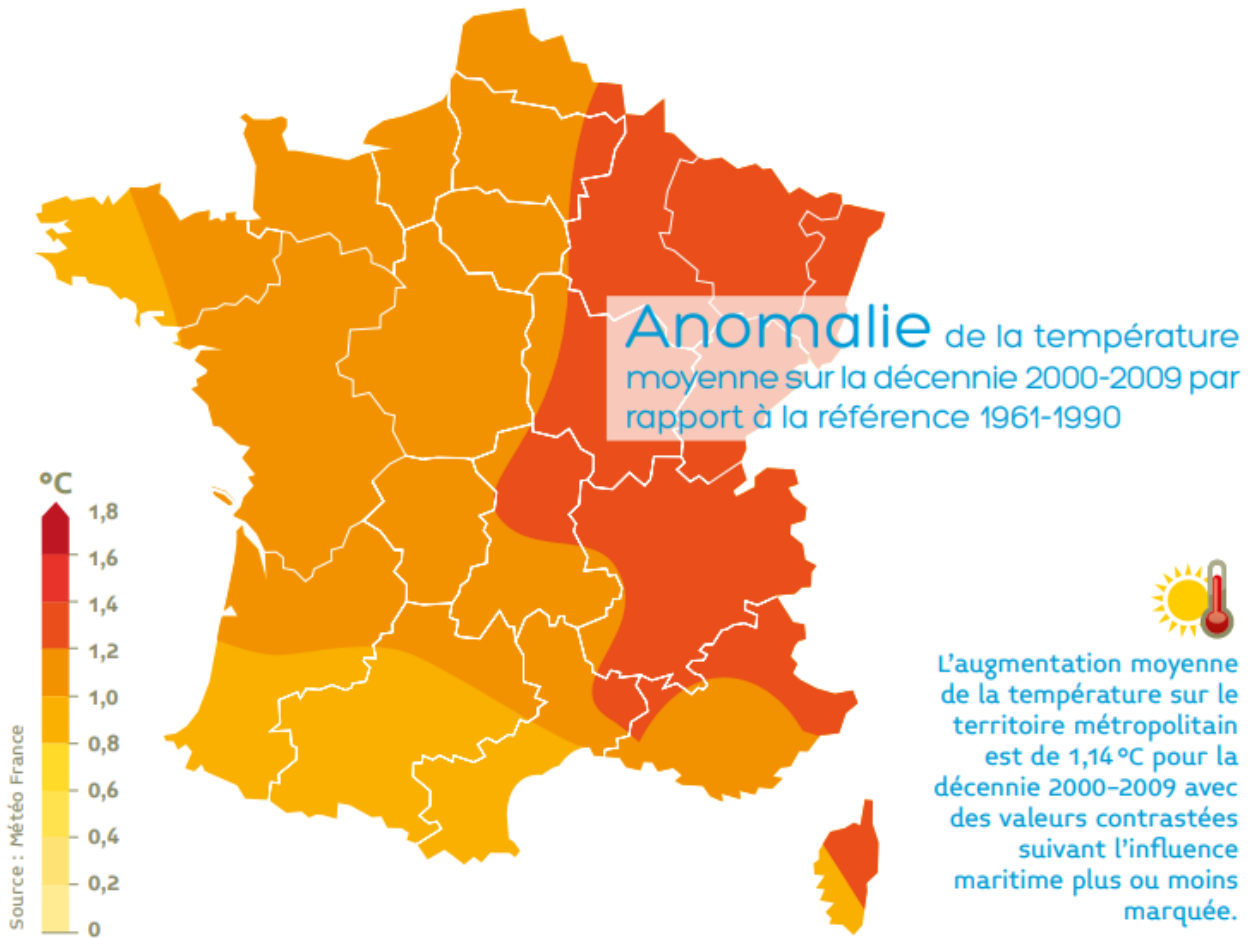 Anomalie de la température
moyenne sur la décennie 2000-2009 par
rapport à la référence 1961-1990
°C
1,8
1,6
1,4
1,2
1,0
0,8
0,6
0,4
0,2
0
Source : Météo France
L'augmentation moyenne
de la température sur le
territoire métropolitain
est de 1,14 °C pour la
décennie 2000–2009 avec
des valeurs contrastées
suivant l'influence
maritime plus ou moins
marquée.